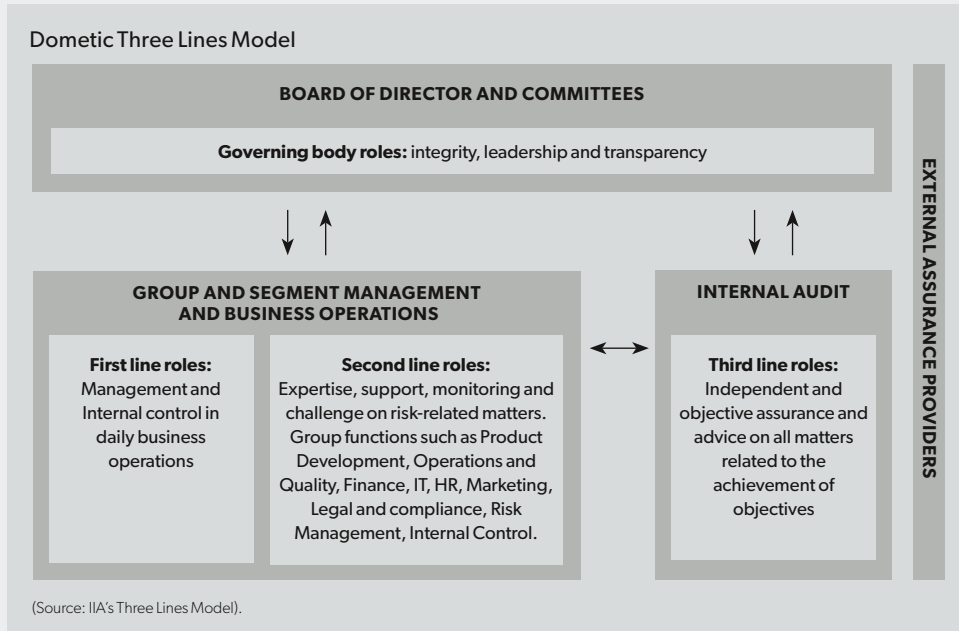 Dometic Three Lines Model
BOARD OF DIRECTOR AND COMMITTEES
Governing body roles: integrity, leadership and transparency
GROUP AND SEGMENT MANAGEMENT
AND BUSINESS OPERATIONS
First line roles:
Management and
Internal control in
daily business
operations
Second line roles:
Expertise, support, monitoring and
challenge on risk-related matters.
Group functions such as Product
Development, Operations and
Quality, Finance, IT, HR, Marketing,
Legal and compliance, Risk
Management, Internal Control.
INTERNAL AUDIT
Third line roles:
Independent and
objective assurance and
advice on all matters
related to the
achievement of
objectives
EXTERNAL ASSURANCE PROVIDERS
(Source: IIA's Three Lines Model).